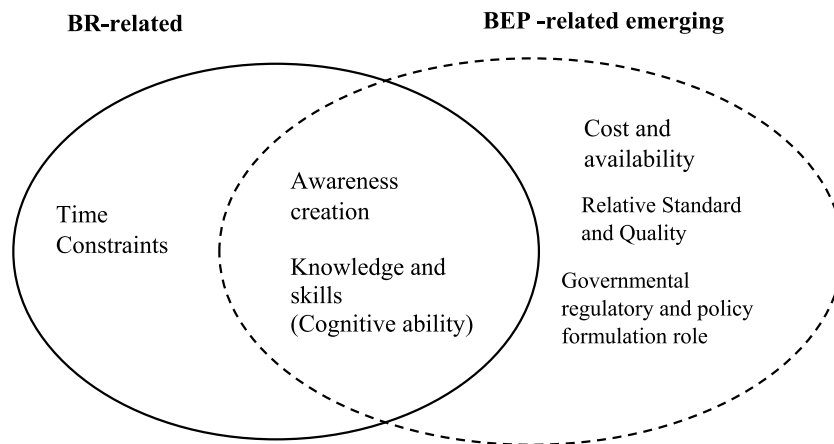 BR-related
BEP -related emerging
Time
Constraints
Awareness
creation
Knowledge and
skills
(Cognitive ability)
Cost and
availability
Relative Standard
and Quality
Governmental
regulatory and policy
formulation role